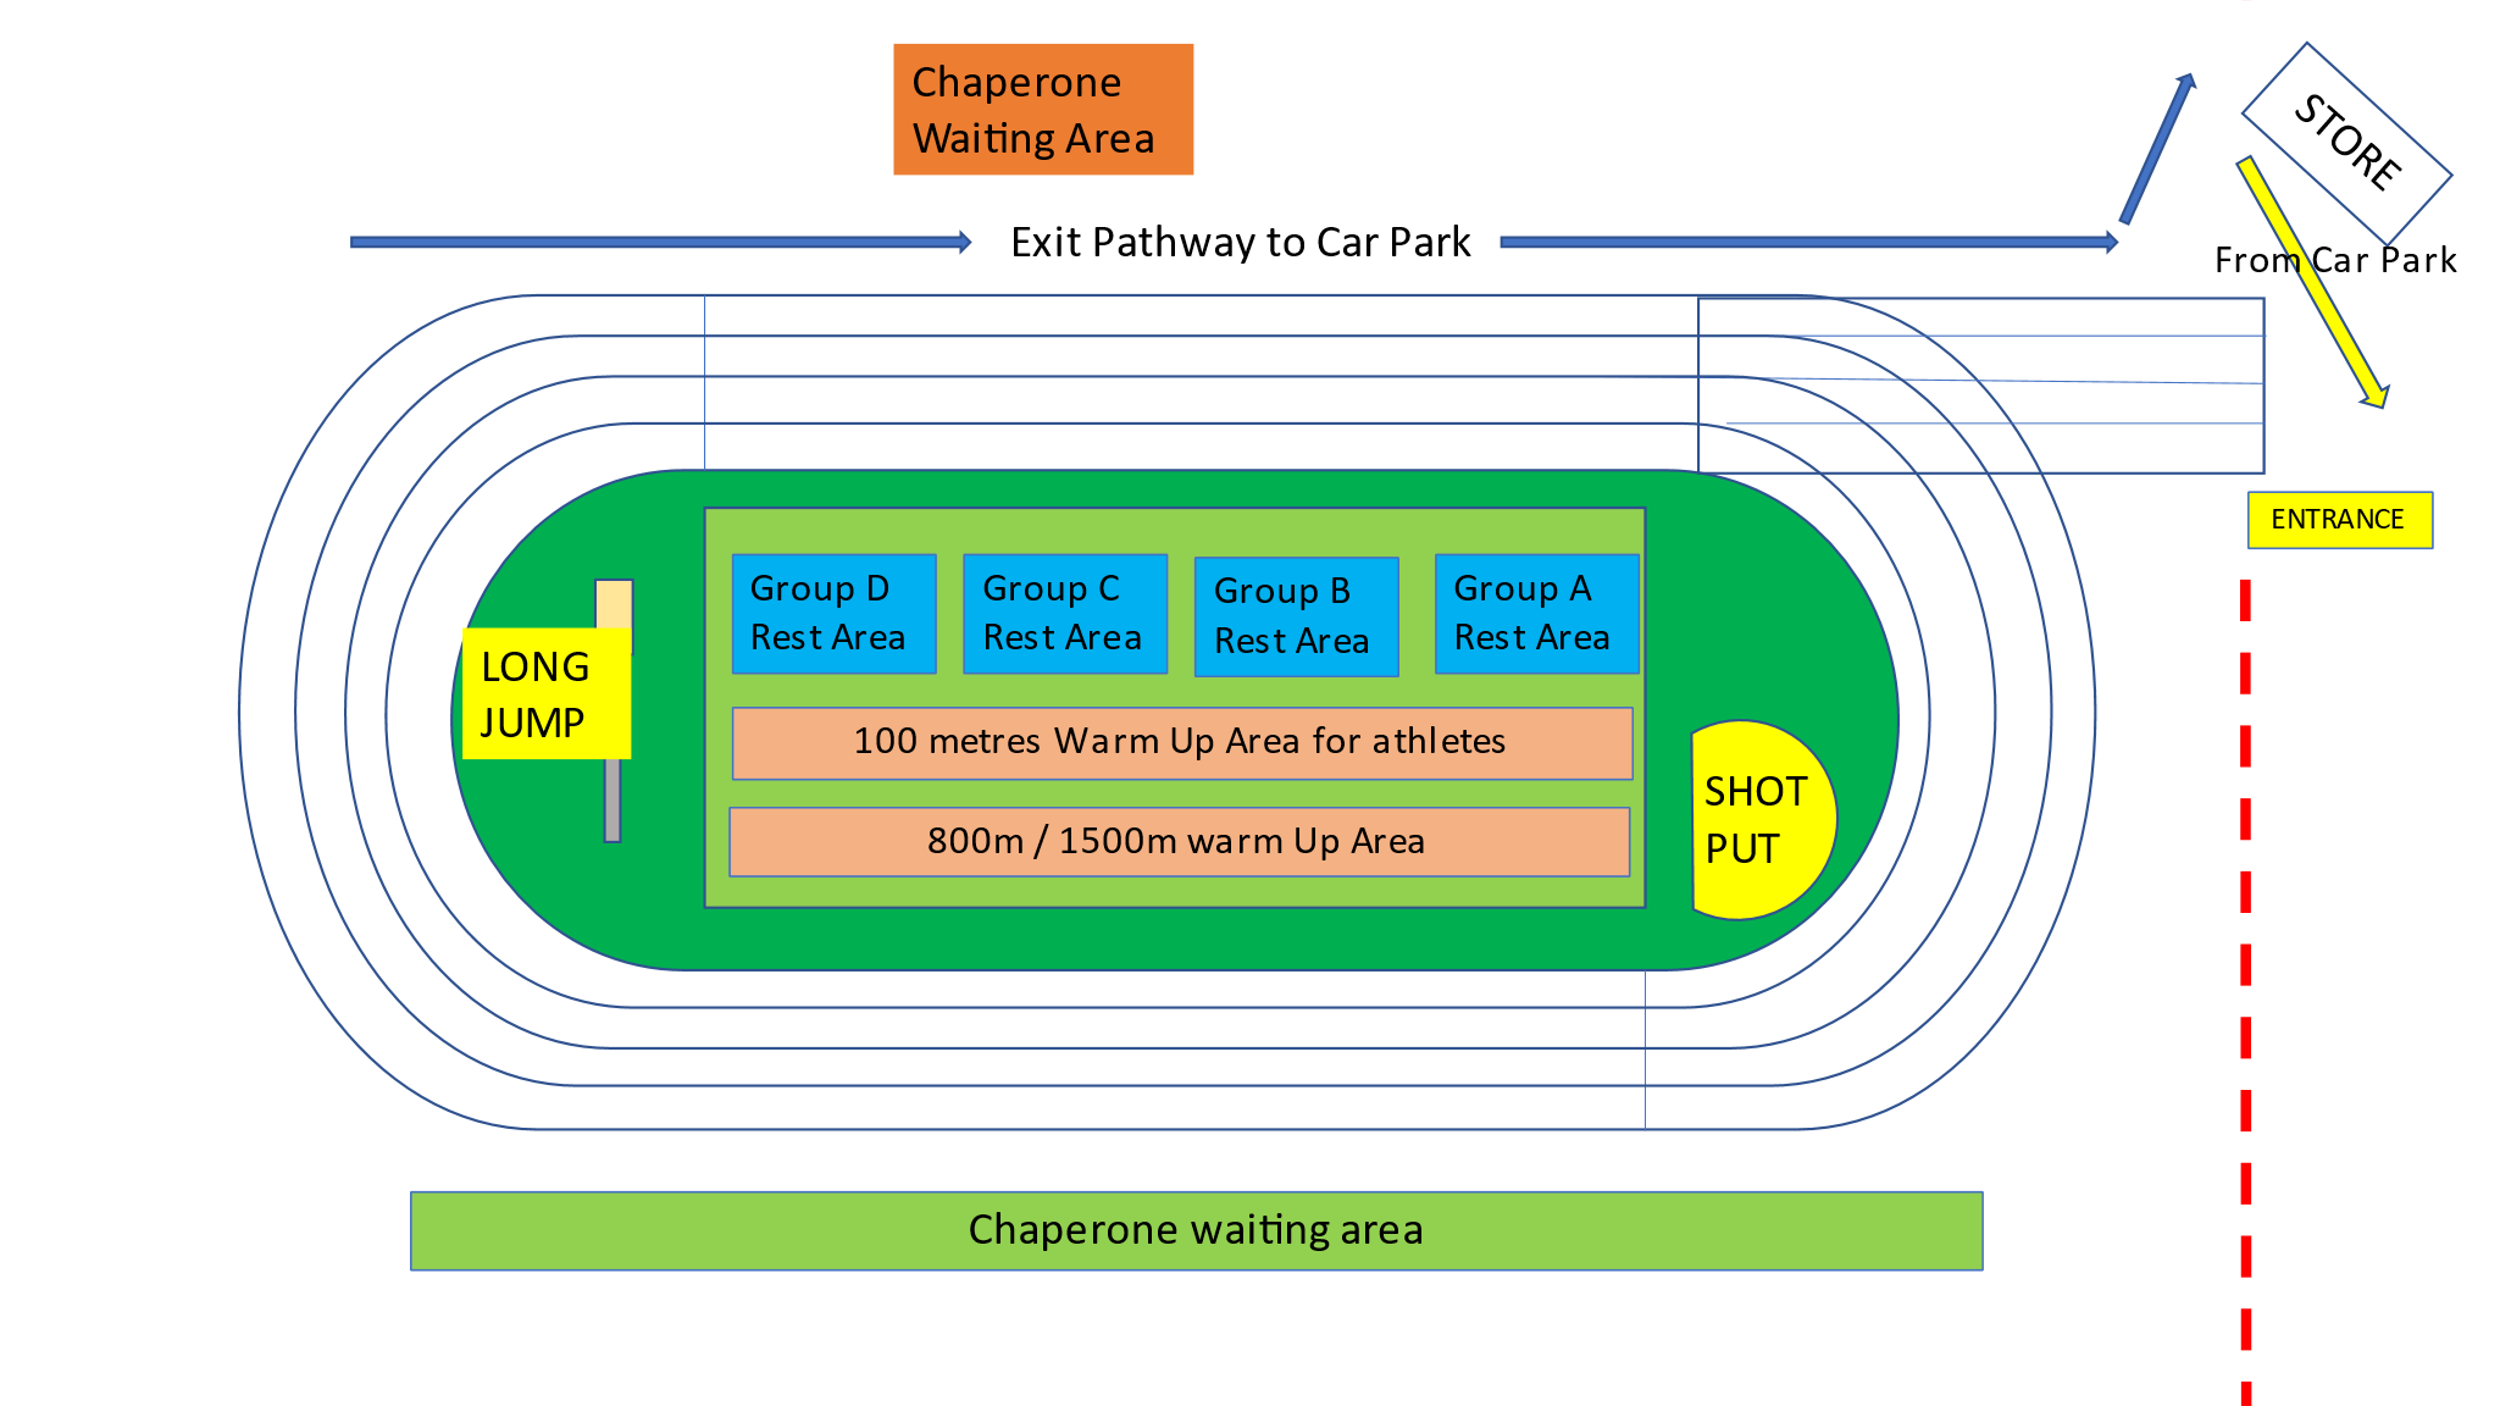 Chaperone
Waiting Area
STORE
Exit Pathway to Car Park
From Car Park
ENTRANCE
Group D
Rest Area
Group C
Rest Area
Group B
Rest Area
Group A
Rest Area
LONG
JUMP
100 metres Warm Up Area for athletes
SHOT
PUT
800m / 1500m warm Up Area
Chaperone waiting area